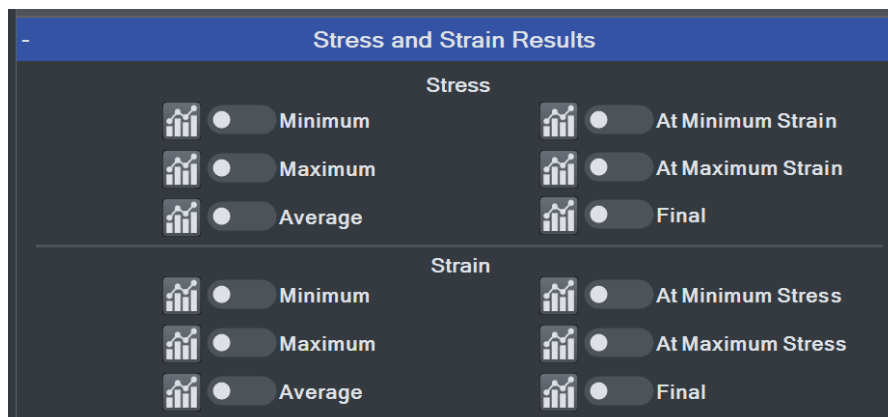 - Stress and Strain Results
Stress
Minimum At Minimum Strain
Maximum At Maximum Strain
Average Final
Strain
Minimum At Minimum Stress
Maximum At Maximum Stress
Average Final